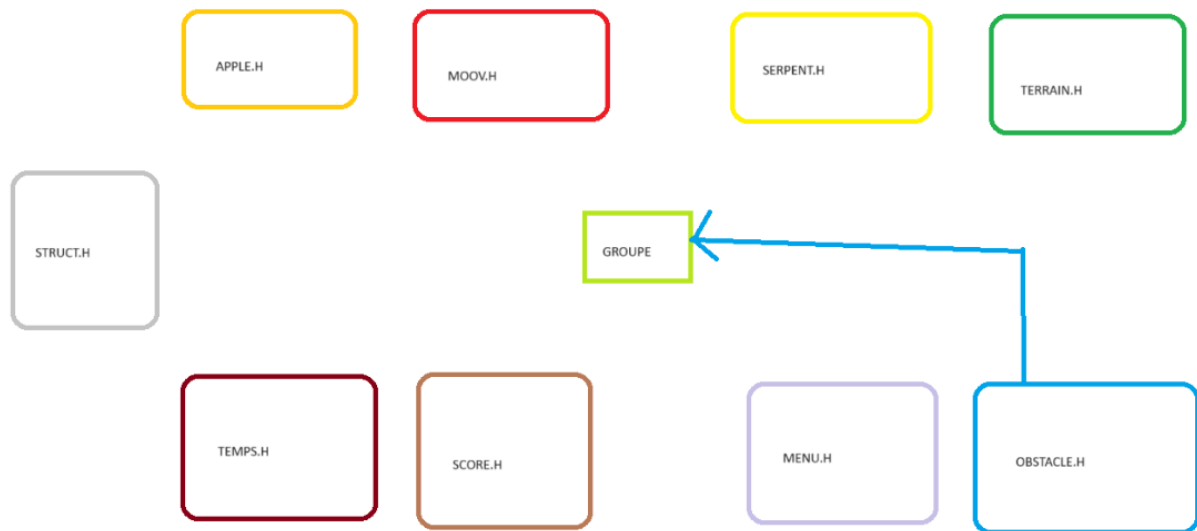 APPLE.H
MOOV.H
SERPENT.H
TERRAIN.H
STRUCT.H
GROUPE
TEMPS.H
SCORE.H
MENU.H
OBSTACLE.H